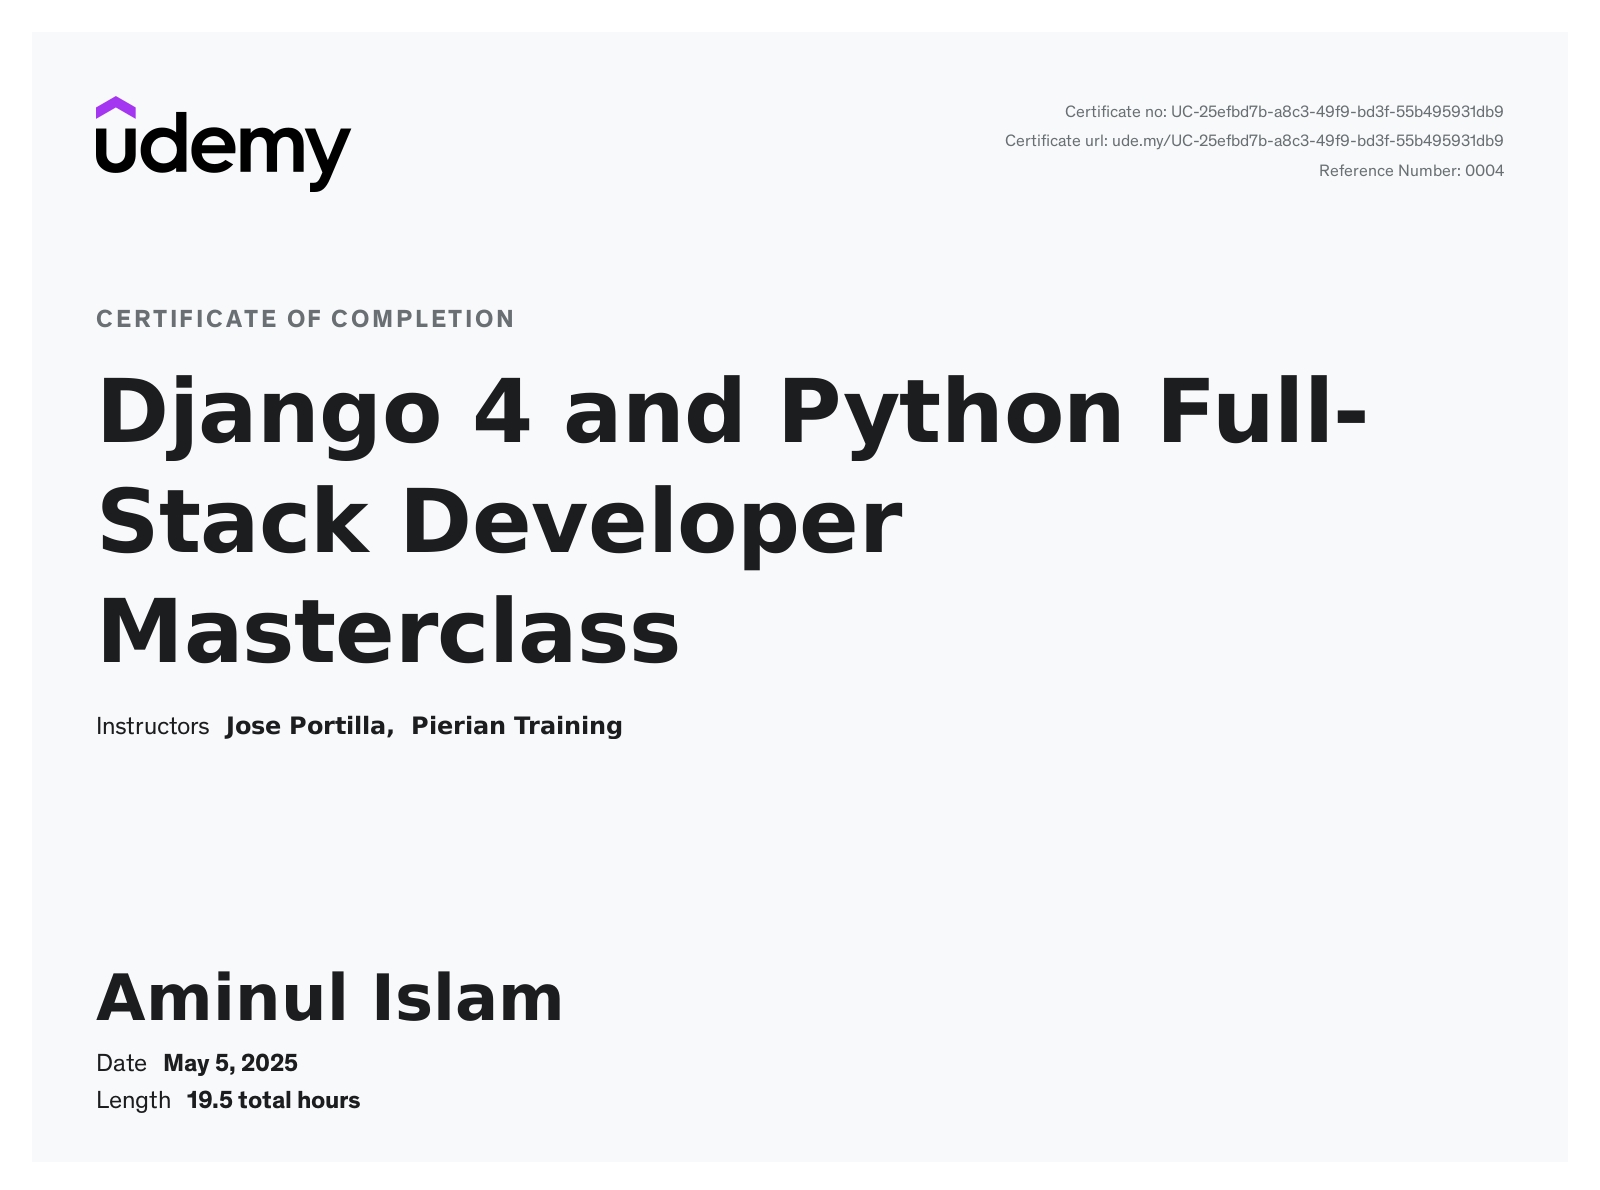 udemy
Certificate no: UC-25efbd7b-a8c3-49f9-bd3f-55b495931db9
Certificate url: ude.my/UC-25efbd7b-a8c3-49f9-bd3f-55b495931db9
Reference Number: 0004
CERTIFICATE OF COMPLETION
Django 4 and Python Full-
Stack Developer
Masterclass
Instructors Jose Portilla, Pierian Training
Aminul Islam
Date May 5, 2025
Length 19.5 total hours